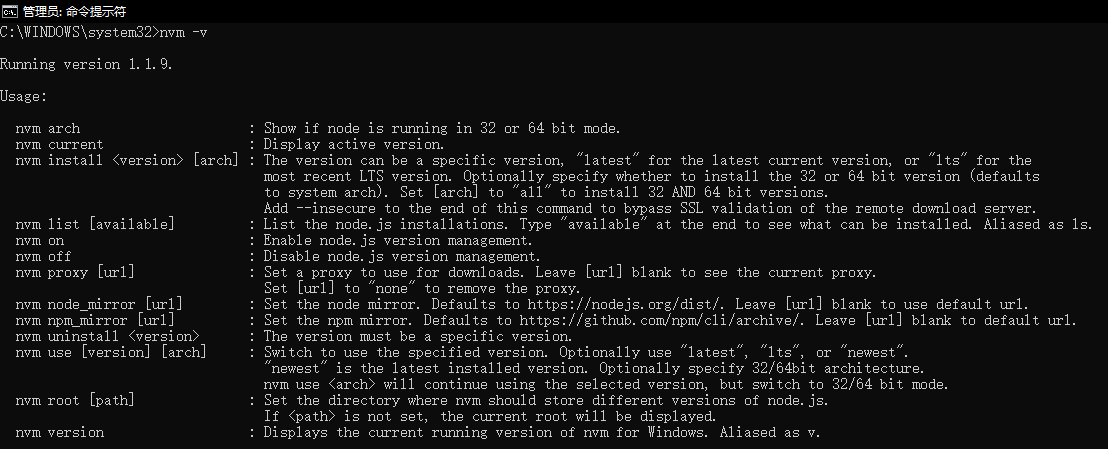 管理员: 命令提示符
C:\WINDOWS\system32>nvm -v
Running version 1.1.9.
Usage:
nvm arch : Show if node is running in 32 or 64 bit mode.
nvm current : Display active version.
nvm install <version> [arch] : The version can be a specific version, "latest" for the latest current version, or "lts" for the
most recent LTS version. Optionally specify whether to install the 32 or 64 bit version (defaults
to system arch). Set [arch] to "all" to install 32 AND 64 bit versions.
Add --insecure to the end of this command to bypass SSL validation of the remote download server.
nvm list [available] : List the node.js installations. Type "available" at the end to see what can be installed. Aliased as ls.
nvm on : Enable node.js version management.
nvm off : Disable node.js version management.
nvm proxy [url] : Set a proxy to use for downloads. Leave [url] blank to see the current proxy.
Set [url] to "none" to remove the proxy.
nvm node_mirror [url] : Set the node mirror. Defaults to https://nodejs.org/dist/. Leave [url] blank to use default url.
nvm npm_mirror [url] : Set the npm mirror. Defaults to https://github.com/npm/cli/archive/. Leave [url] blank to default url.
nvm uninstall <version> : The version must be a specific version.
nvm use [version] [arch] : Switch to use the specified version. Optionally use "latest", "lts", or "newest".
"newest" is the latest installed version. Optionally specify 32/64bit architecture.
nvm use <arch> will continue using the selected version, but switch to 32/64 bit mode.
nvm root [path] : Set the directory where nvm should store different versions of node.js.
If <path> is not set, the current root will be displayed.
nvm version : Displays the current running version of nvm for Windows. Aliased as v.